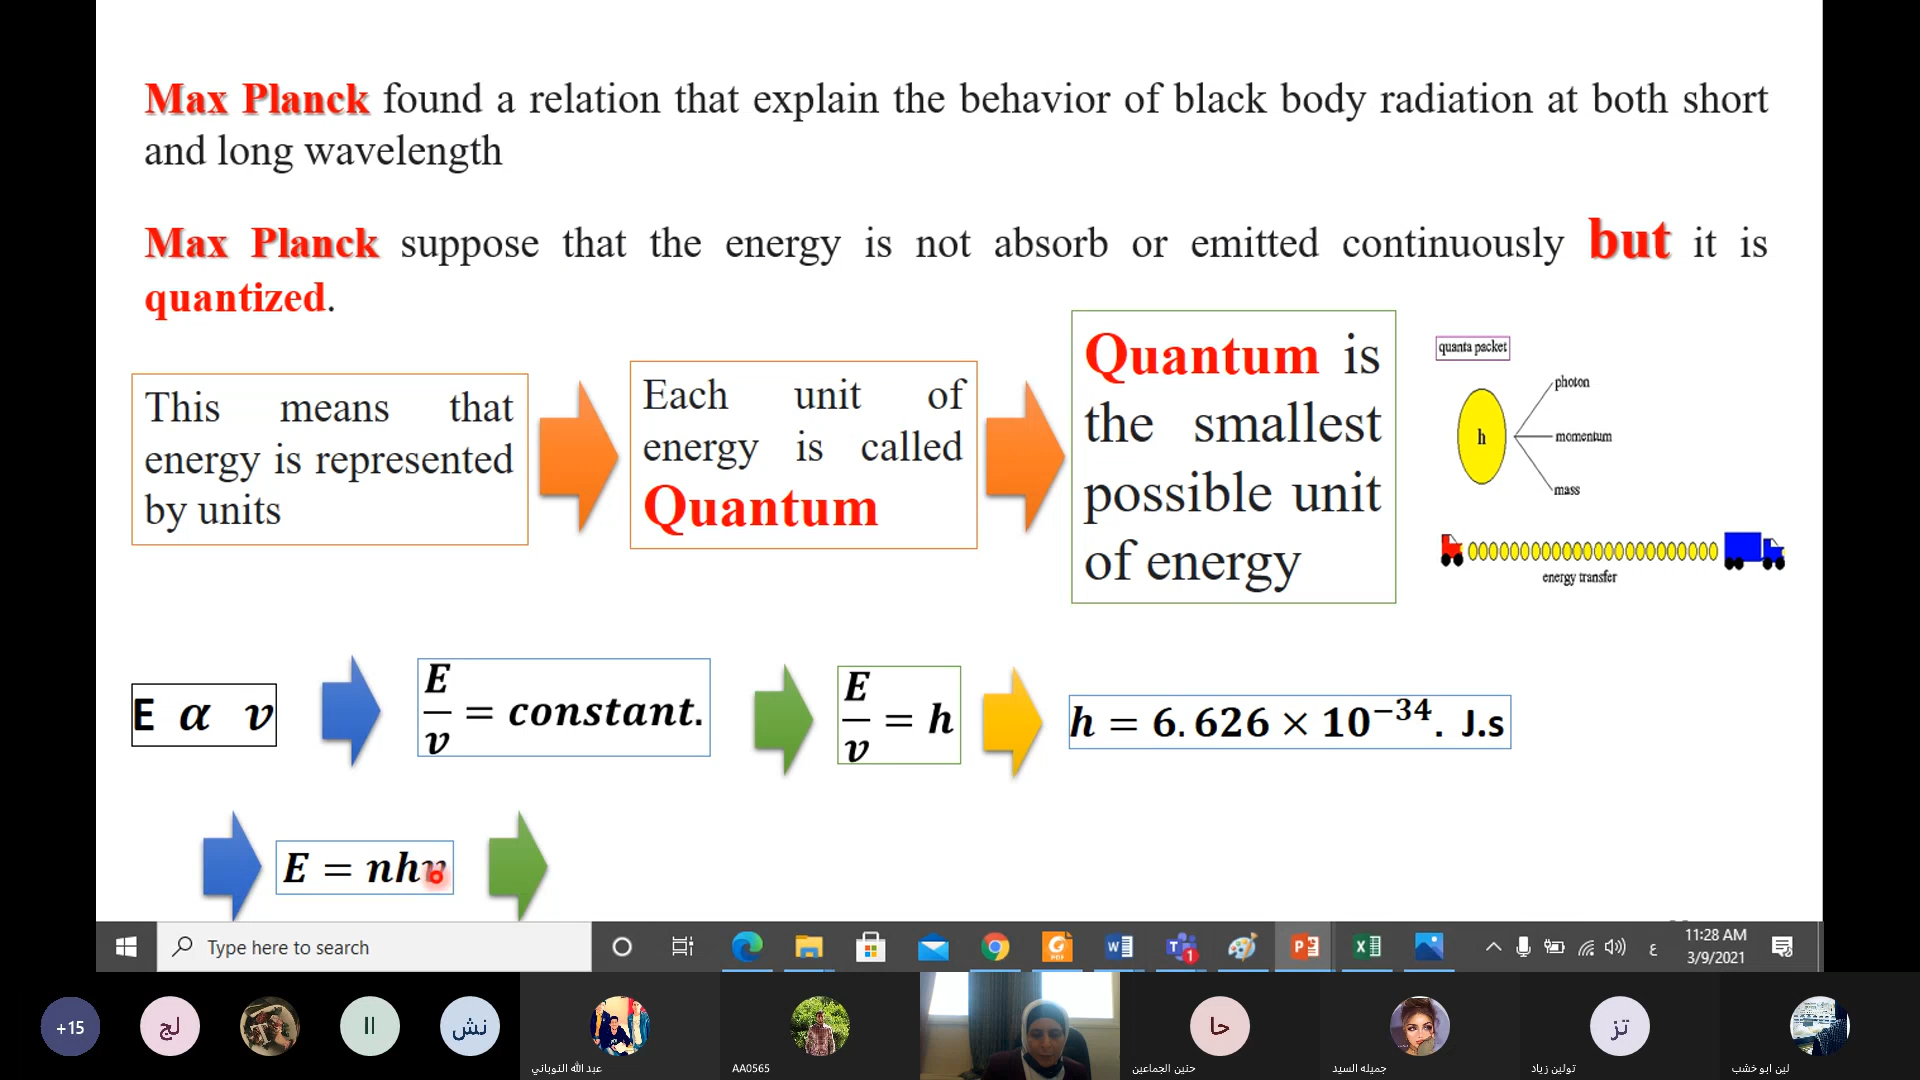 Max Planck found a relation that explain the behavior of black body radiation at both short
and long wavelength
Max Planck suppose that the energy is not absorb or emitted continuously but it is
quantized.
This means that
energy is represented
by units
Each unit of
energy is called
Quantum
Quantum is
the smallest
possible unit
of energy
quanta packet
h
photon
momentum
mass
energy transfer
E α ν
E/ν = constant.
E/ν = h
h = 6.626 × 10⁻³⁴. J.s
E = nhν
Type here to search
1
ع
11:28 AM
3/9/2021
+15
لج
اا
نش
حا
تز
عبد الله النوباني
AA0565
حنين الجماعين
جميله السيد
تولين زياد
لين ابو خشب